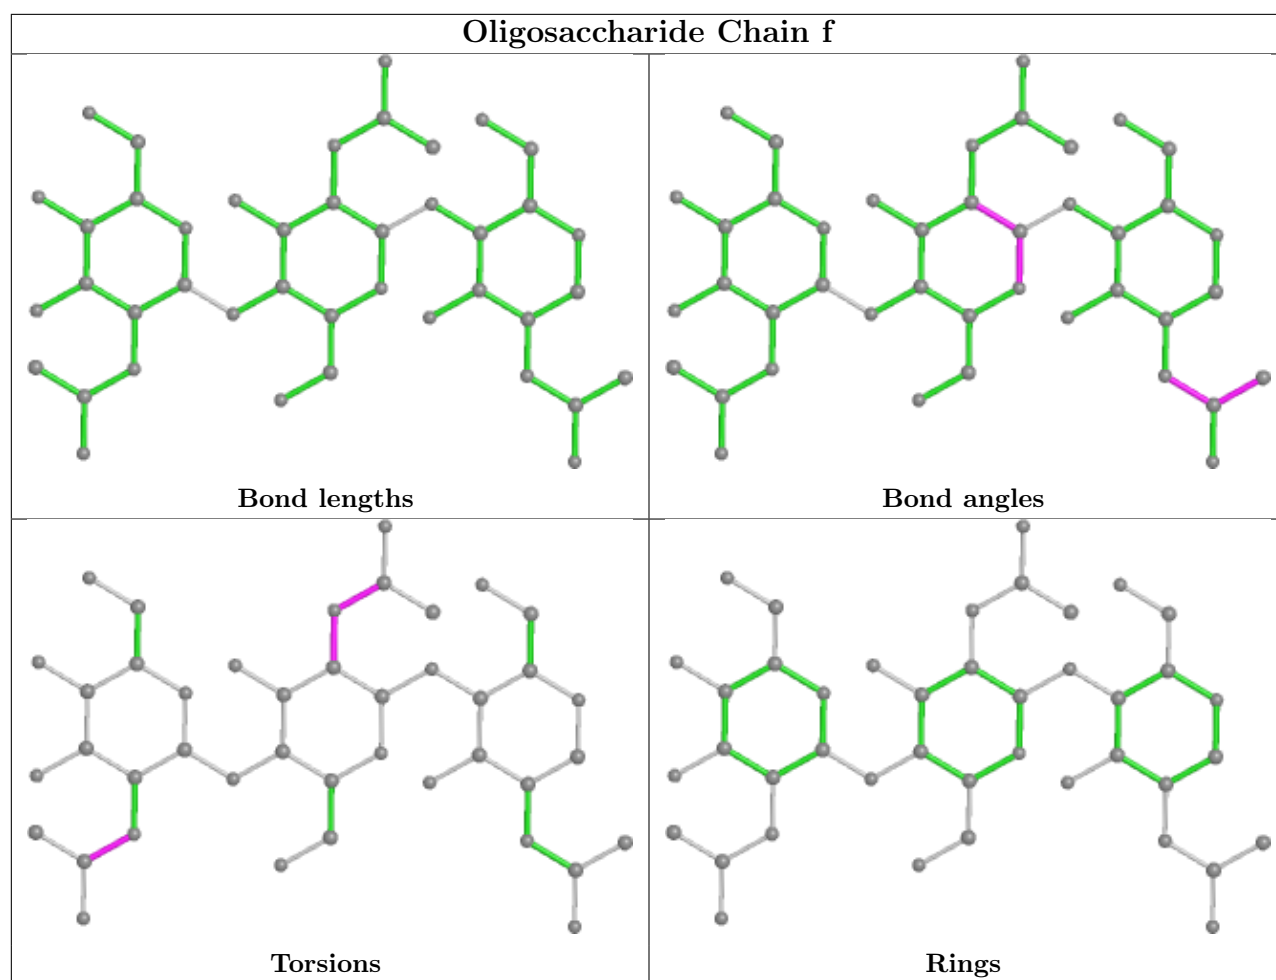 Oligosaccharide Chain f
Bond lengths
Bond angles
Torsions
Rings